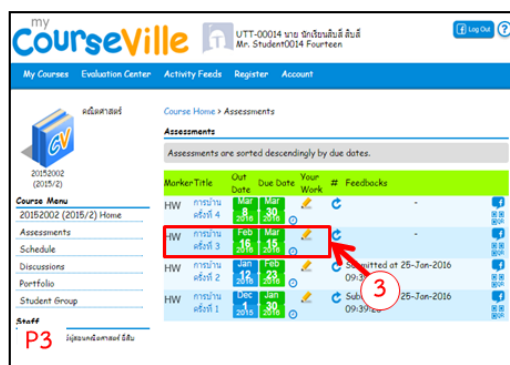 my
CourseVille
UTT-00014 นาย นักเรียนสิบสี่ สิบสี่
Mr. Student0014 Fourteen
Log Out
?
My Courses Evaluation Center Activity Feeds Register Account
คณิตศาสตร์
CV
20152002
(2015/2)
Course Menu
20152002 (2015/2) Home
Assessments
Schedule
Discussions
Portfolio
Student Group
Staff
P3
Course Home > Assessments
Assessments
Assessments are sorted descendingly by due dates.
Marker Title Out Date Due Date Your Work # Feedbacks
HW การบ้าน ครั้งที่ 4 Mar 8 2016 Mar 30 2016 -
HW การบ้าน ครั้งที่ 3 Feb 16 2016 Mar 15 2016 -
HW การบ้าน ครั้งที่ 2 Jan 12 2016 Feb 23 2016 Submitted at 25-Jan-2016
HW การบ้าน ครั้งที่ 1 Dec 1 2015 Jan 30 2016 25-Jan-2016
3